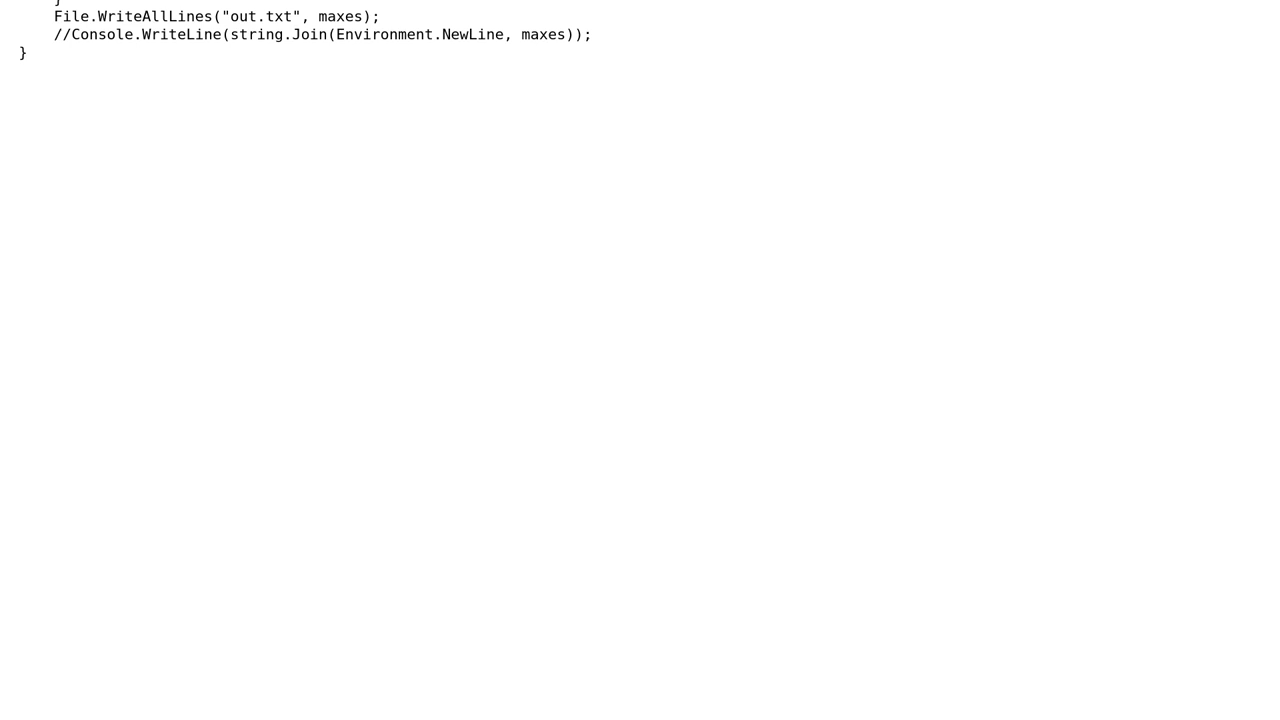 }
File.WriteAllLines("out.txt", maxes);
//Console.WriteLine(string.Join(Environment.NewLine, maxes));
}